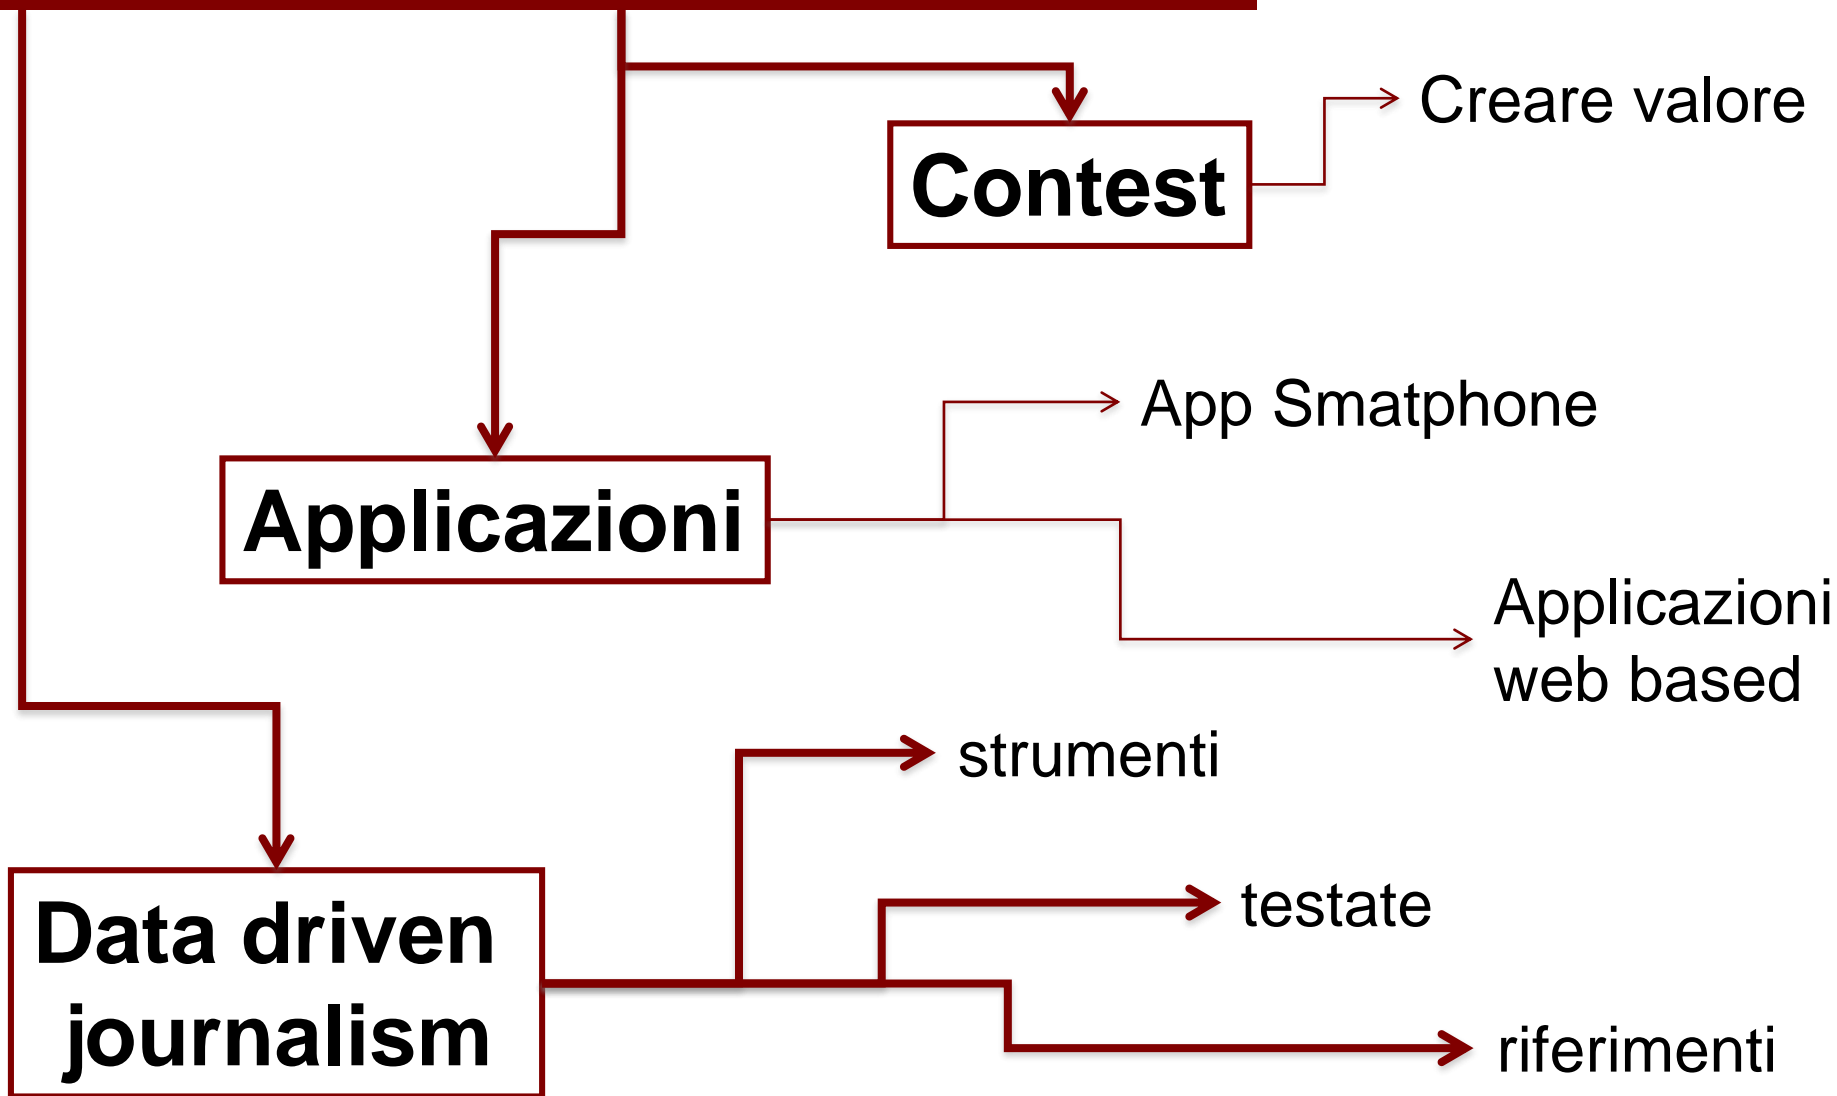 Creare valore
Contest
App Smatphone
Applicazioni
Applicazioni
web based
strumenti
testate
Data driven
journalism
riferimenti